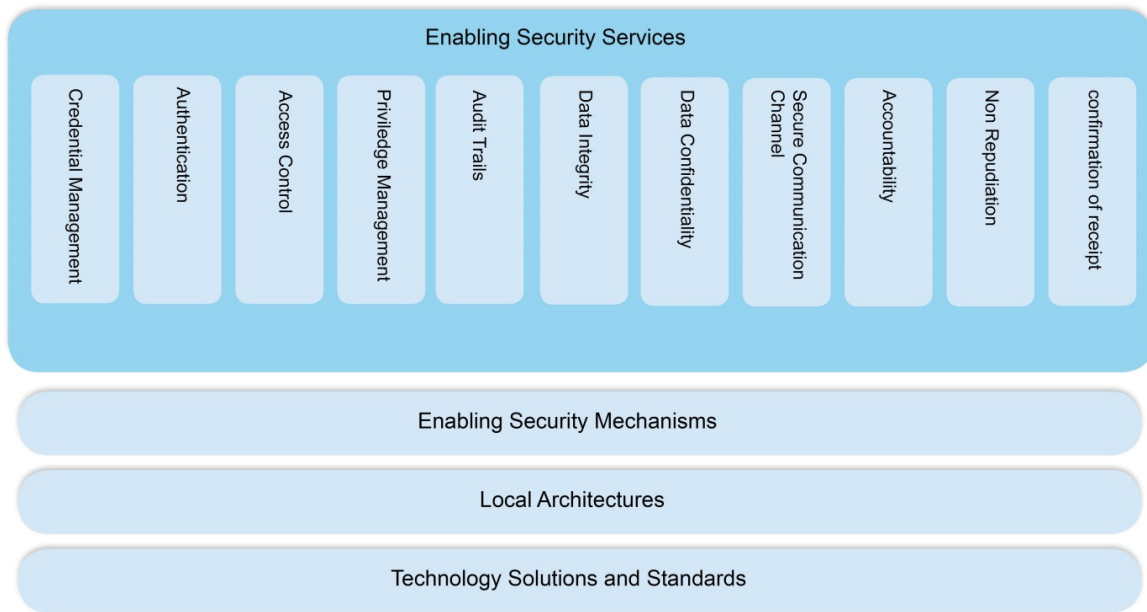 Enabling Security Services
Credential Management
Authentication
Access Control
Priviledge Management
Audit Trails
Data Integrity
Data Confidentiality
Secure Communication
Channel
Accountability
Non Repudiation
confirmation of receipt
Enabling Security Mechanisms
Local Architectures
Technology Solutions and Standards